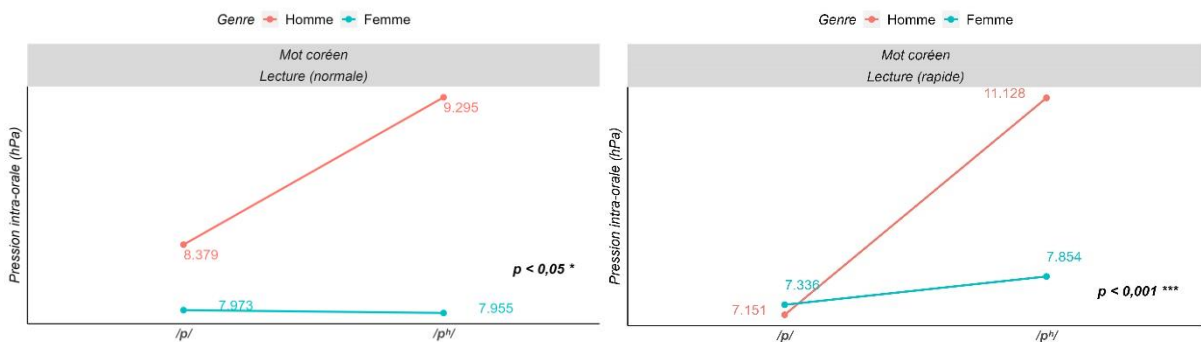 Genre Homme Femme
Mot coréen
Lecture (normale)
Pression intra-orale (hPa)
9.295
8.379
7.973
7.955
p < 0,05 *
/p/ /pʰ/
Genre Homme Femme
Mot coréen
Lecture (rapide)
Pression intra-orale (hPa)
11.128
7.854
7.336
7.151
p < 0,001 ***
/p/ /pʰ/